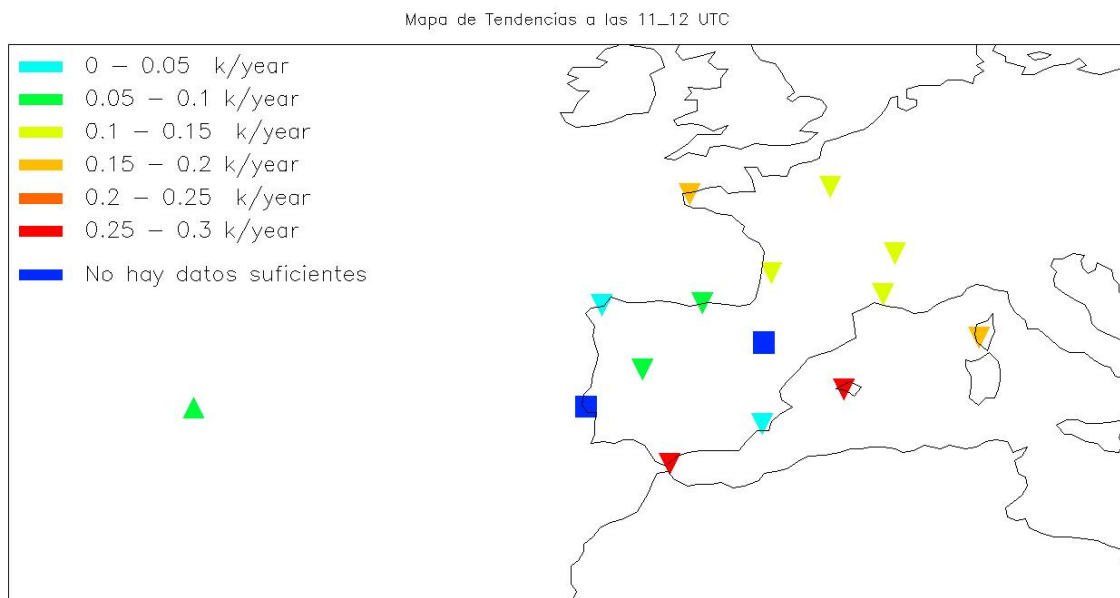 Mapa de Tendencias a las 11_12 UTC
0 - 0.05 k/year
0.05 - 0.1 k/year
0.1 - 0.15 k/year
0.15 - 0.2 k/year
0.2 - 0.25 k/year
0.25 - 0.3 k/year
No hay datos suficientes